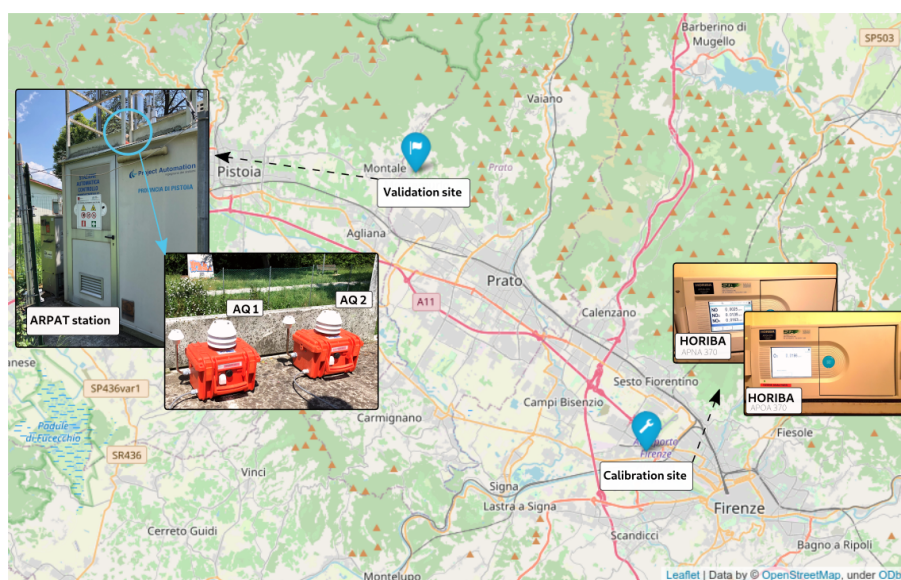 Barberino di
Mugello
SP503
Vaiano
Pistoia
Montale
Prato
Validation site
Project Automation
PROVINCIA DI PISTOIA
Agliana
Prato
AQ 1
AQ 2
A11
Calenzano
ARPAT station
HORIBA
APNA 370
HORIBA
APOA 370
Sesto Fiorentino
anese
SP436var1
Campi Bisenzio
Carmignano
Padule
di Fucecchio
SR436
Firenze
Fiesole
Calibration site
Vinci
Signa
Lastra a Signa
Firenze
Cerreto Guidi
Scandicci
Bagno a Ripoli
Montelupo
Leaflet | Data by © OpenStreetMap, under ODb